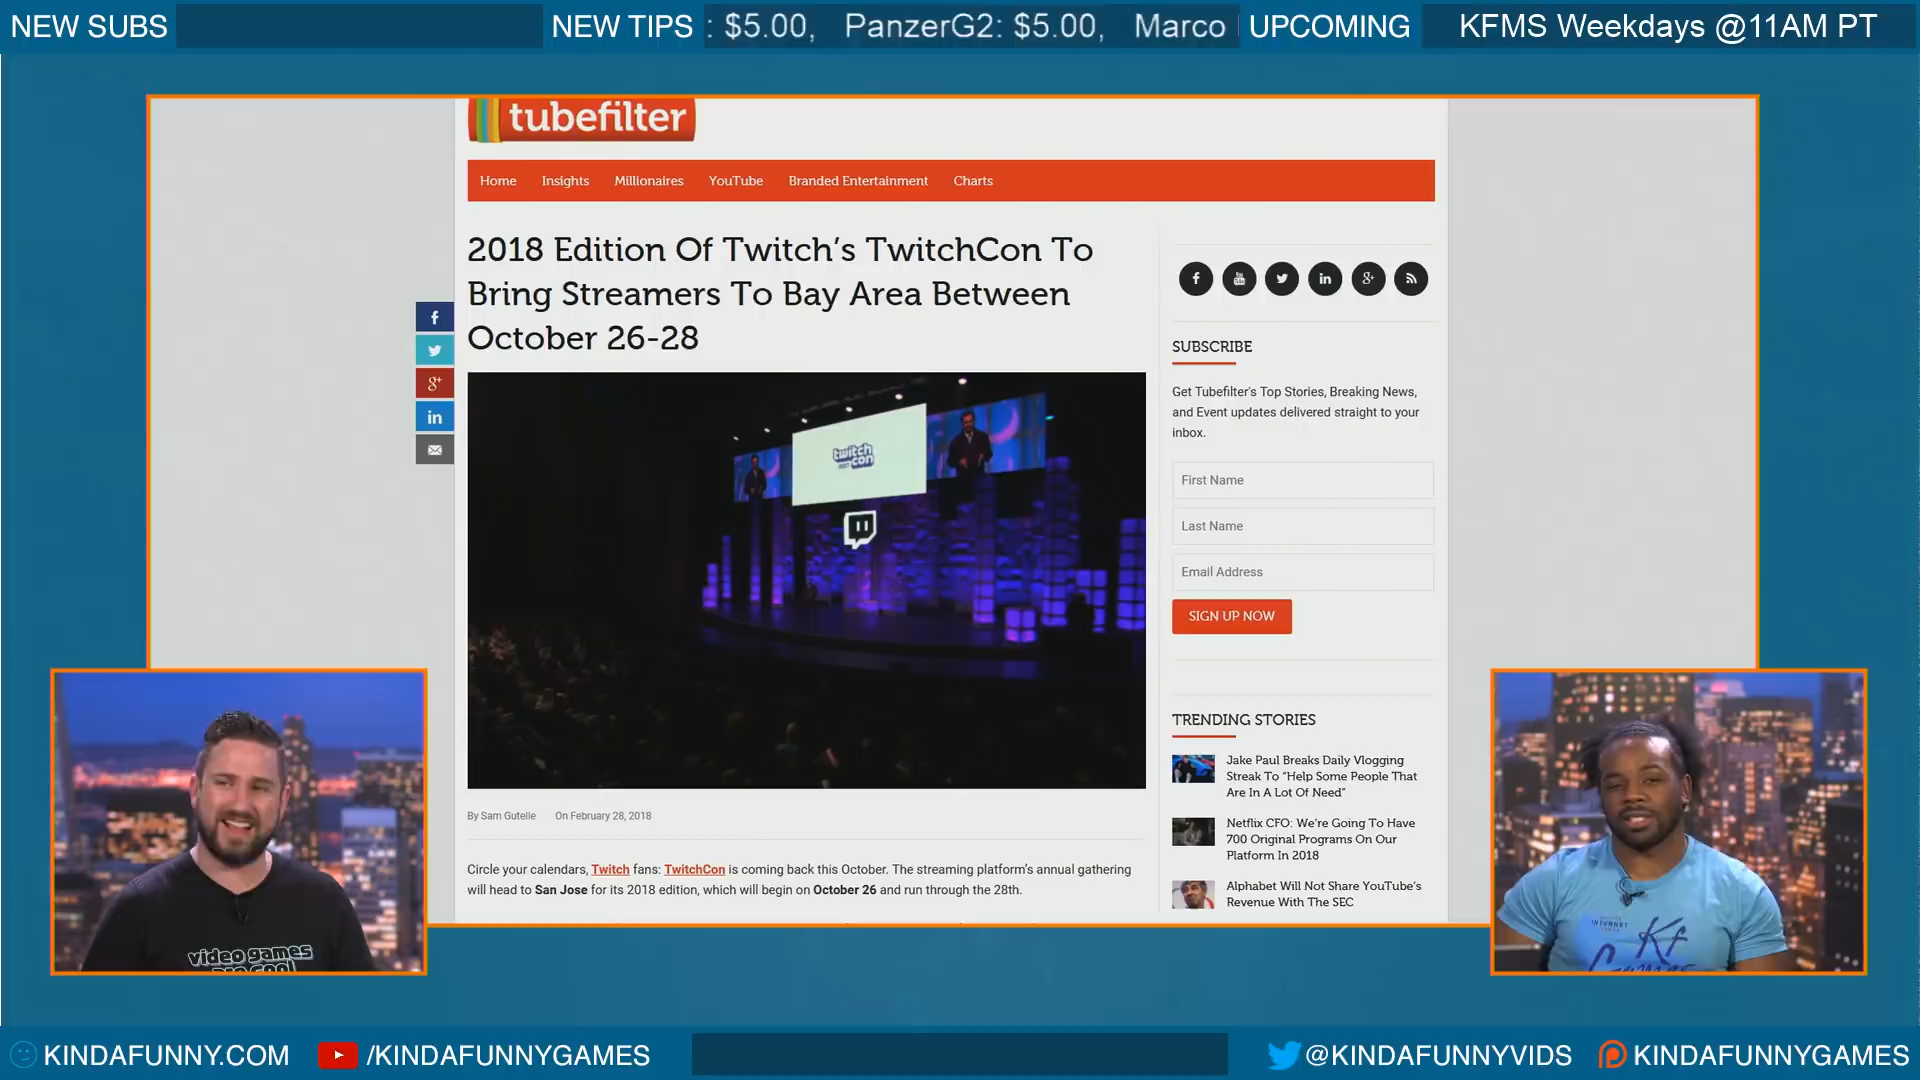 NEW SUBS
NEW TIPS : $5.00, PanzerG2: $5.00, Marco
UPCOMING KFMS Weekdays @11AM PT
tubefilter
Home Insights Millionaires YouTube Branded Entertainment Charts
2018 Edition Of Twitch's TwitchCon To
Bring Streamers To Bay Area Between
October 26-28
twitch
con
By Sam Gutelle On February 28, 2018
Circle your calendars, Twitch fans: TwitchCon is coming back this October. The streaming platform's annual gathering
will head to San Jose for its 2018 edition, which will begin on October 26 and run through the 28th.
SUBSCRIBE
Get Tubefilter's Top Stories, Breaking News,
and Event updates delivered straight to your
inbox.
First Name
Last Name
Email Address
SIGN UP NOW
TRENDING STORIES
Jake Paul Breaks Daily Vlogging
Streak To "Help Some People That
Are In A Lot Of Need"
Netflix CFO: We're Going To Have
700 Original Programs On Our
Platform In 2018
Alphabet Will Not Share YouTube's
Revenue With The SEC
video games
are cool
INTERNET
Kf
KINDAFUNNY.COM
/KINDAFUNNYGAMES
@KINDAFUNNYVIDS
KINDAFUNNYGAMES